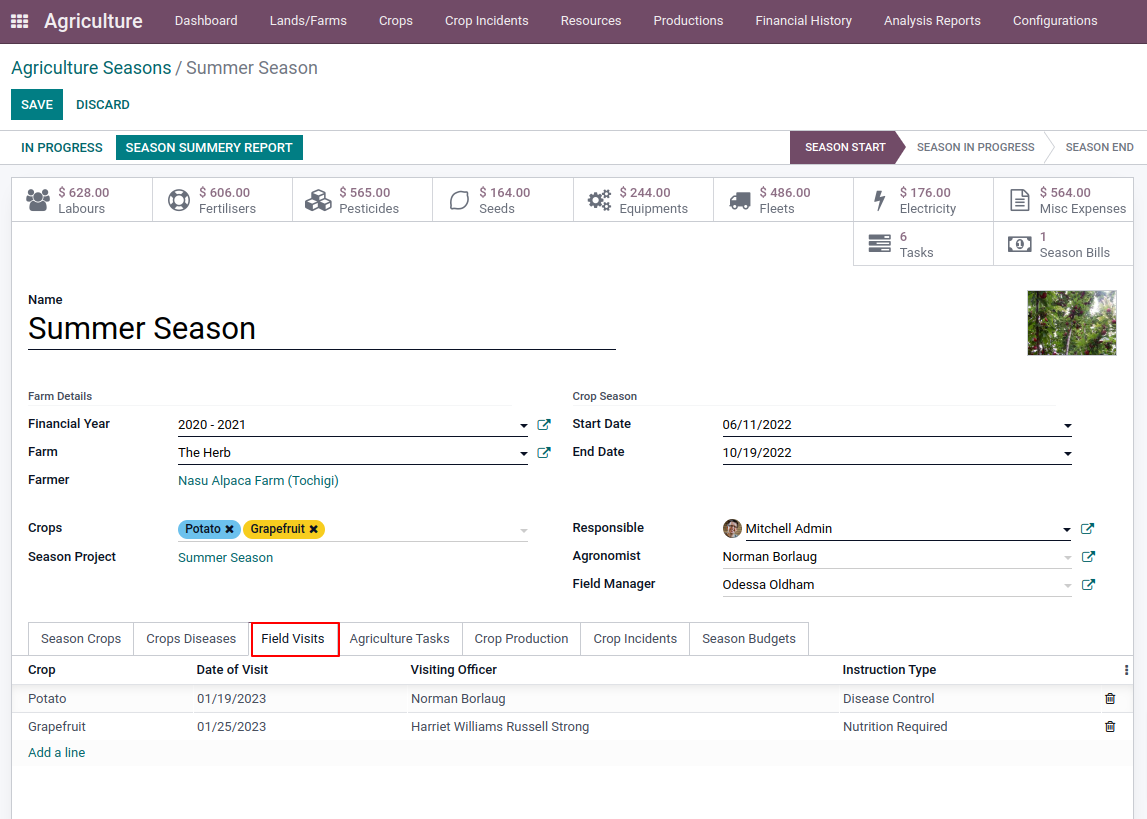 Agriculture Dashboard Lands/Farms Crops Crop Incidents Resources Productions Financial History Analysis Reports Configurations
Agriculture Seasons / Summer Season
SAVE DISCARD
IN PROGRESS SEASON SUMMERY REPORT SEASON START SEASON IN PROGRESS SEASON END
$ 628.00 $ 606.00 $ 565.00 $ 164.00 $ 244.00 $ 486.00 $ 176.00 $ 564.00
Labours Fertilisers Pesticides Seeds Equipments Fleets Electricity Misc Expenses
6 1
Tasks Season Bills
Name
Summer Season
Farm Details Crop Season
Financial Year 2020 - 2021 Start Date 06/11/2022
Farm The Herb End Date 10/19/2022
Farmer Nasu Alpaca Farm (Tochigi)
Crops Potato Grapefruit Responsible Mitchell Admin
Season Project Summer Season Agronomist Norman Borlaug
Field Manager Odessa Oldham
Season Crops Crops Diseases Field Visits Agriculture Tasks Crop Production Crop Incidents Season Budgets
Crop Date of Visit Visiting Officer Instruction Type
Potato 01/19/2023 Norman Borlaug Disease Control
Grapefruit 01/25/2023 Harriet Williams Russell Strong Nutrition Required
Add a line